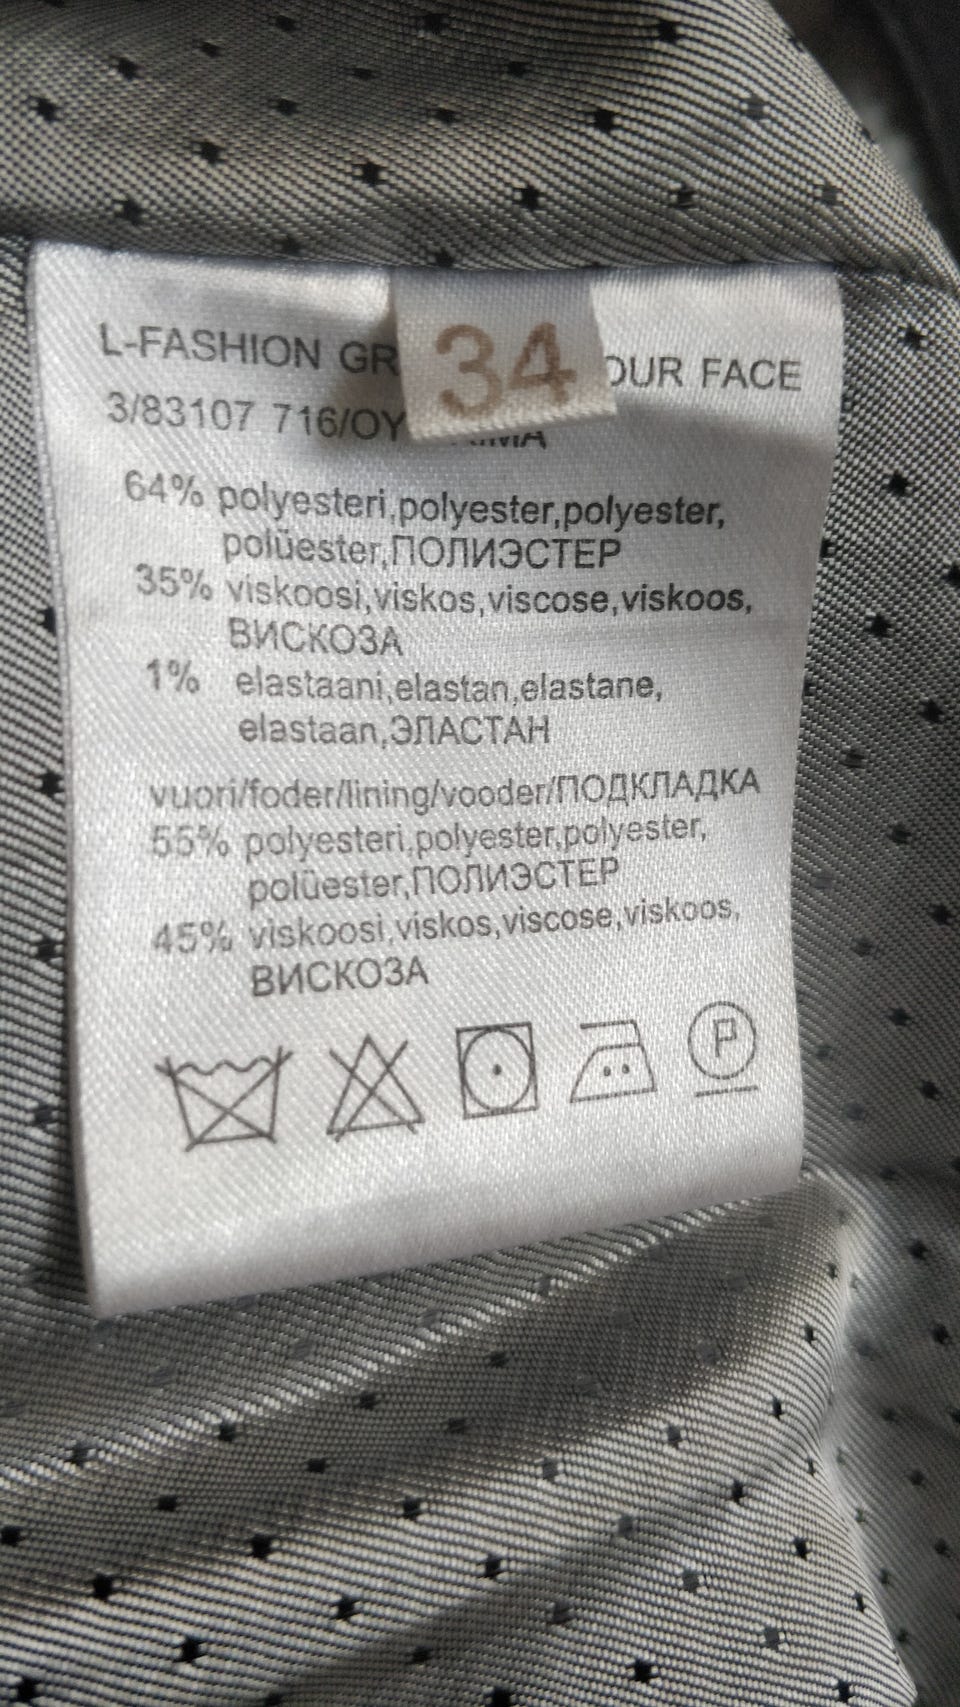 34
L-FASHION GR OUR FACE
3/83107 716/OY
64% polyesteri,polyester,polyester,
polüester,ПОЛИЭСТЕР
35% viskoosi,viskos,viscose,viskoos,
ВИСКОЗА
1% elastaani,elastan,elastane,
elastaan,ЭЛАСТАН
vuori/foder/lining/vooder/ПОДКЛАДКА
55% polyesteri,polyester,polyester,
polüester,ПОЛИЭСТЕР
45% viskoosi,viskos,viscose,viskoos,
ВИСКОЗА
P